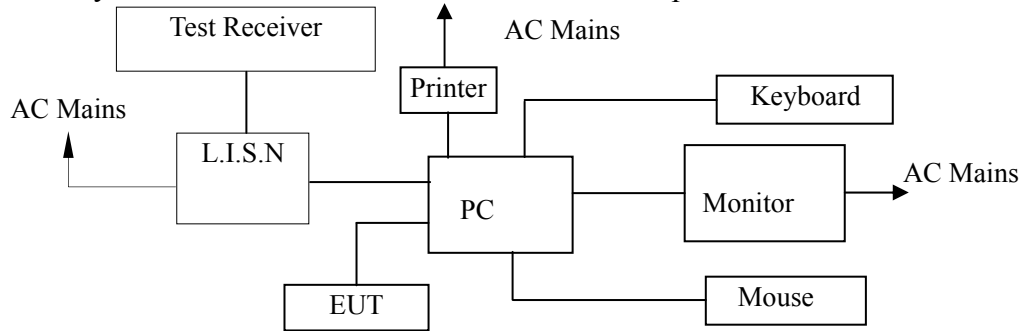 Test Receiver
AC Mains
Printer
Keyboard
AC Mains
L.I.S.N
AC Mains
PC
Monitor
EUT
Mouse